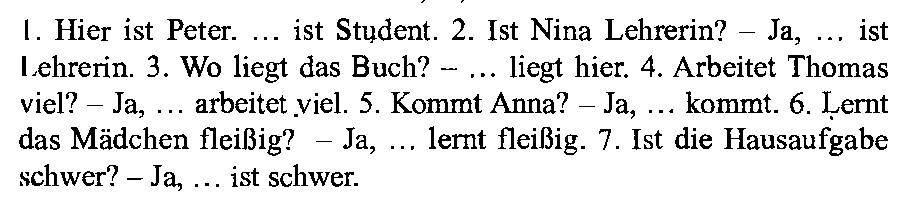 1. Hier ist Peter. ... ist Student. 2. Ist Nina Lehrerin? – Ja, ... ist
Lehrerin. 3. Wo liegt das Buch? – ... liegt hier. 4. Arbeitet Thomas
viel? – Ja, ... arbeitet viel. 5. Kommt Anna? – Ja, ... kommt. 6. Lernt
das Mädchen fleißig? – Ja, ... lernt fleißig. 7. Ist die Hausaufgabe
schwer? – Ja, ... ist schwer.